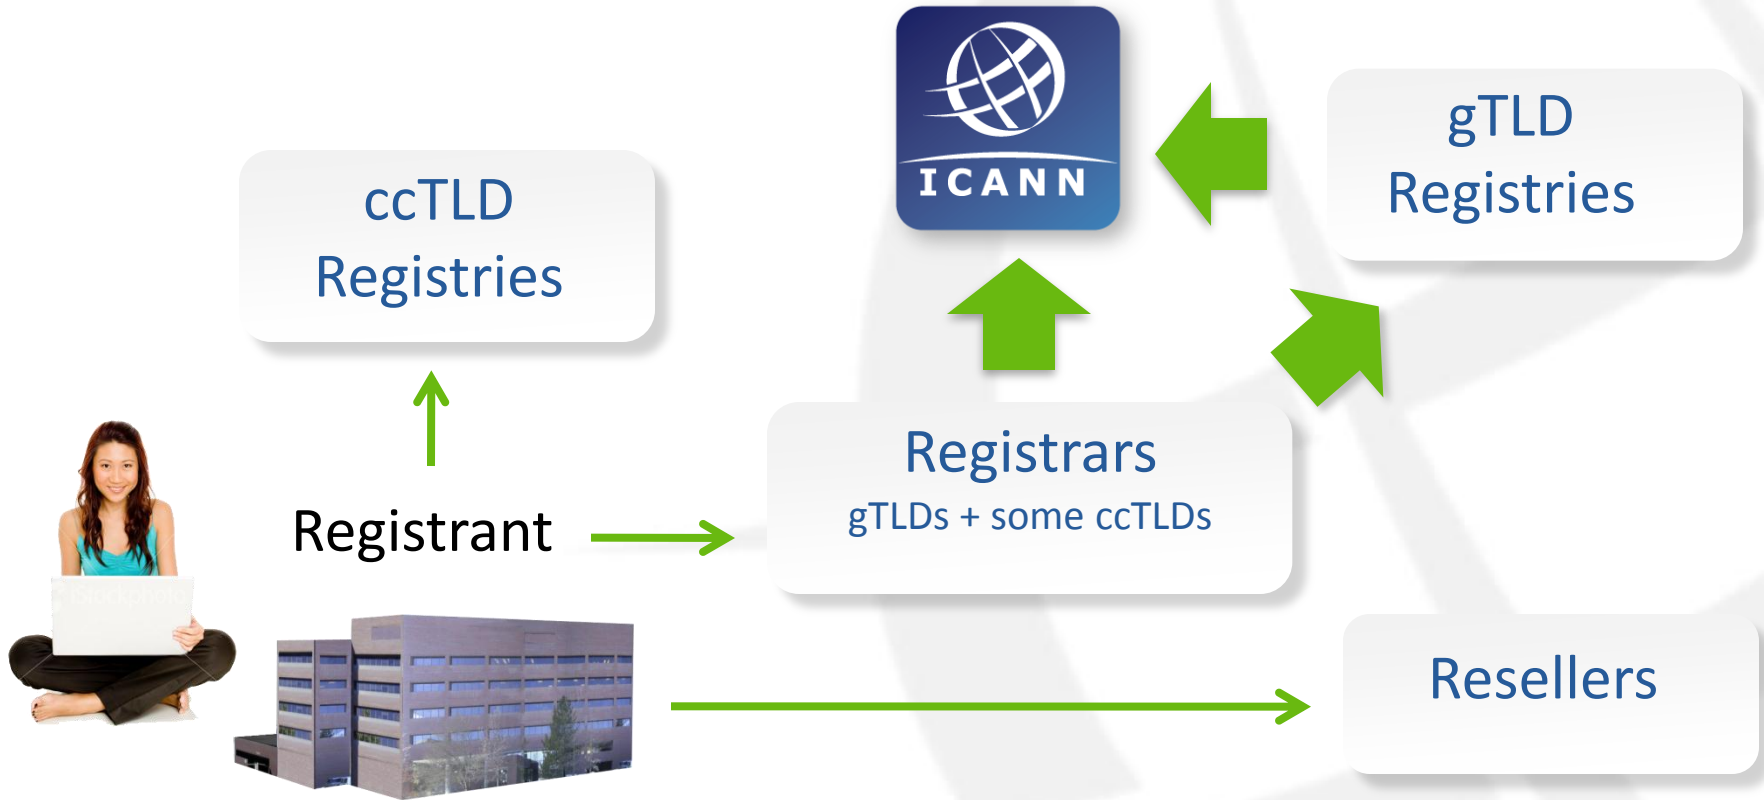 ICANN
gTLD
Registries
ccTLD
Registries
Registrars
gTLDs + some ccTLDs
Registrant
Resellers